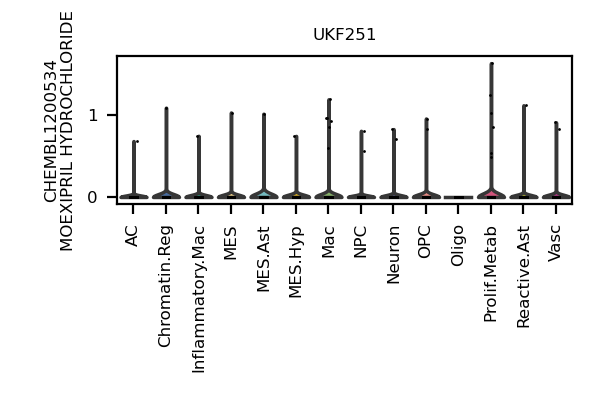 UKF251
CHEMBL1200534
MOEXIPRIL HYDROCHLORIDE
1
0
AC
Chromatin.Reg
Inflammatory.Mac
MES
MES.Ast
MES.Hyp
Mac
NPC
Neuron
OPC
Oligo
Prolif.Metab
Reactive.Ast
Vasc